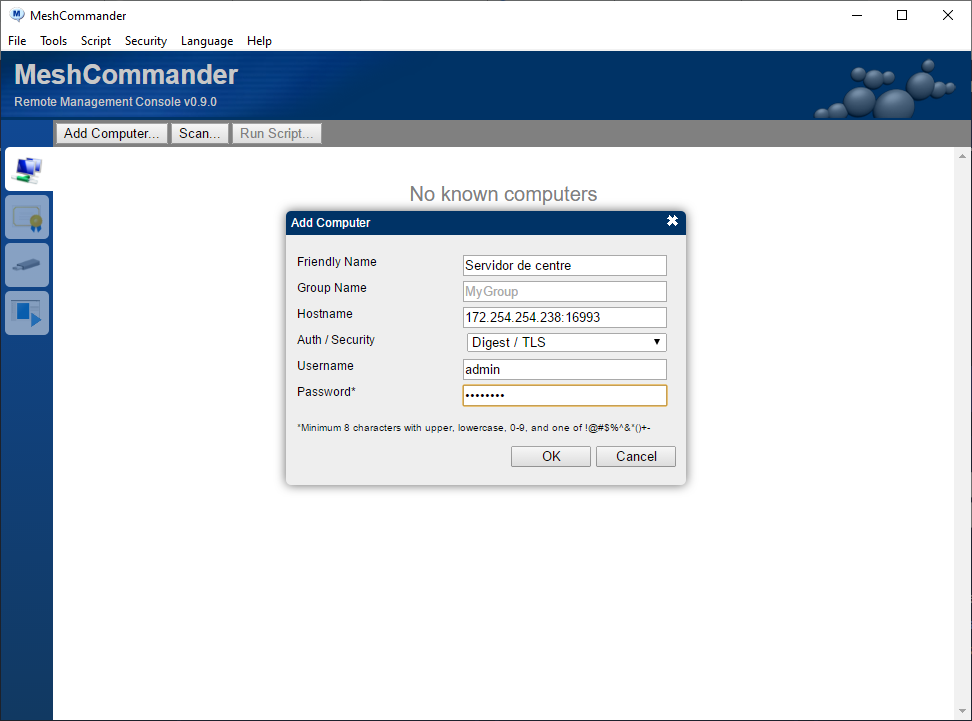 MeshCommander
File Tools Script Security Language Help
MeshCommander
Remote Management Console v0.9.0
Add Computer... Scan... Run Script...
No known computers
Add Computer
Friendly Name Servidor de centre
Group Name MyGroup
Hostname 172.254.254.238:16993
Auth / Security Digest / TLS
Username admin
Password* ••••••••
*Minimum 8 characters with upper, lowercase, 0-9, and one of !@#$%^&*()+-
OK Cancel